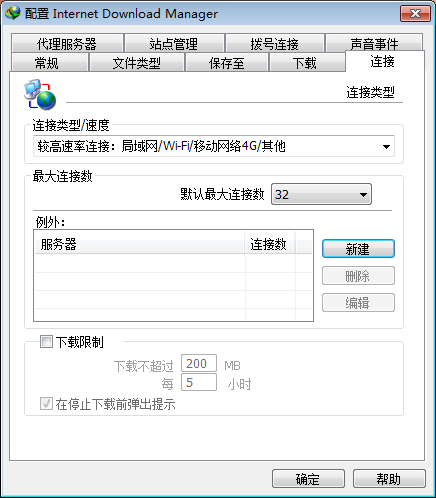 配置 Internet Download Manager
代理服务器 站点管理 拨号连接 声音事件
常规 文件类型 保存至 下载 连接
连接类型
连接类型/速度
较高速率连接：局域网/Wi-Fi/移动网络4G/其他
最大连接数
默认最大连接数 32
例外：
服务器 连接数
新建
删除
编辑
下载限制
下载不超过 200 MB
每 5 小时
在停止下载前弹出提示
确定 帮助